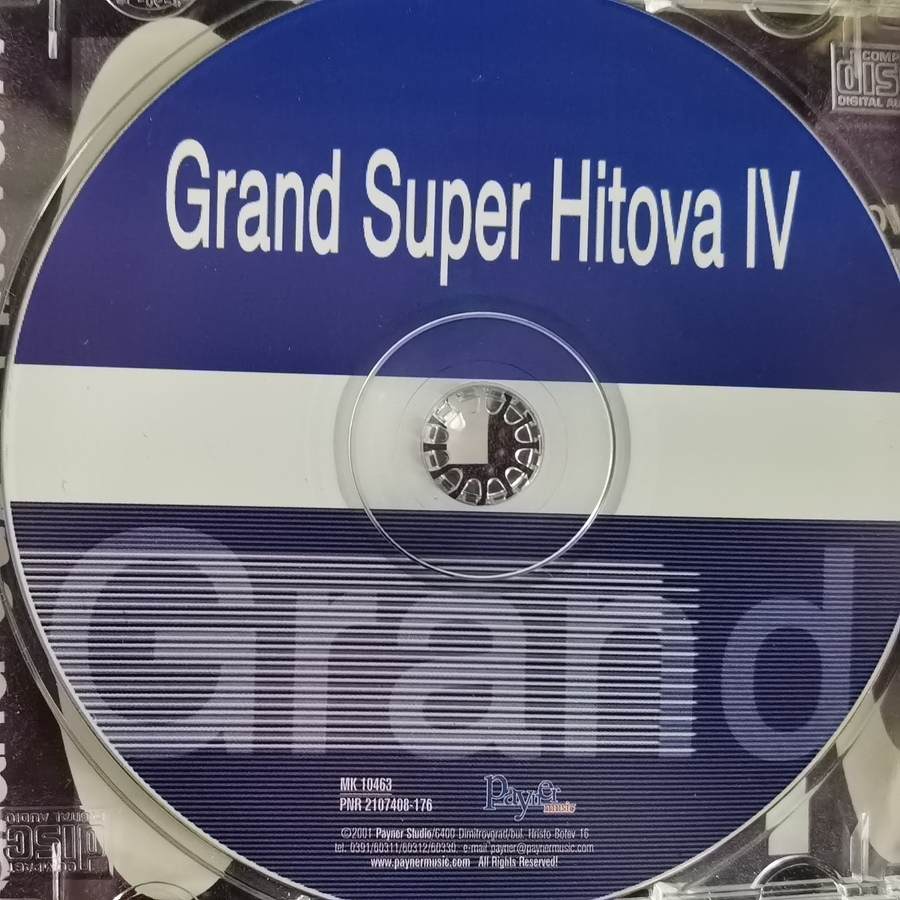 Grand Super Hitova IV
COMPACT
disc
DIGITAL AUDIO
Grand
MK 10463
PNR 2107408-176
Payner
music
©2001 Payner Studio/6400 Dimitrovgrad/bul. Hristo Botev 16
tel. 0391/60311/60312/60330, e-mail payner@paynermusic.com
www.paynermusic.com All Rights Reserved!